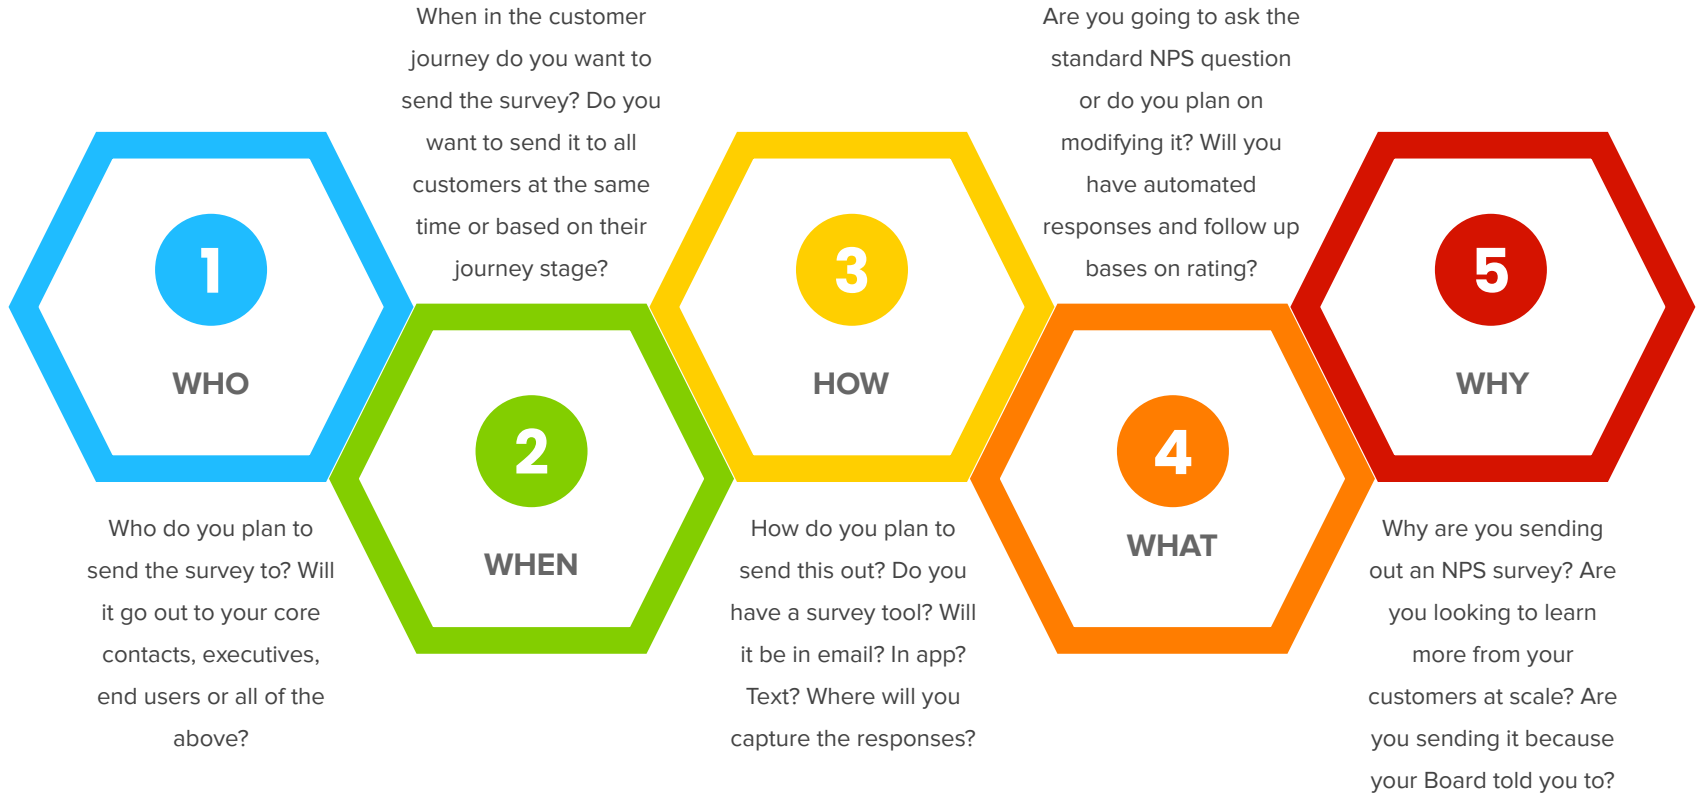 1
WHO
Who do you plan to
send the survey to? Will
it go out to your core
contacts, executives,
end users or all of the
above?
When in the customer
journey do you want to
send the survey? Do you
want to send it to all
customers at the same
time or based on their
journey stage?
2
WHEN
3
HOW
How do you plan to
send this out? Do you
have a survey tool? Will
it be in email? In app?
Text? Where will you
capture the responses?
Are you going to ask the
standard NPS question
or do you plan on
modifying it? Will you
have automated
responses and follow up
bases on rating?
4
WHAT
5
WHY
Why are you sending
out an NPS survey? Are
you looking to learn
more from your
customers at scale? Are
you sending it because
your Board told you to?